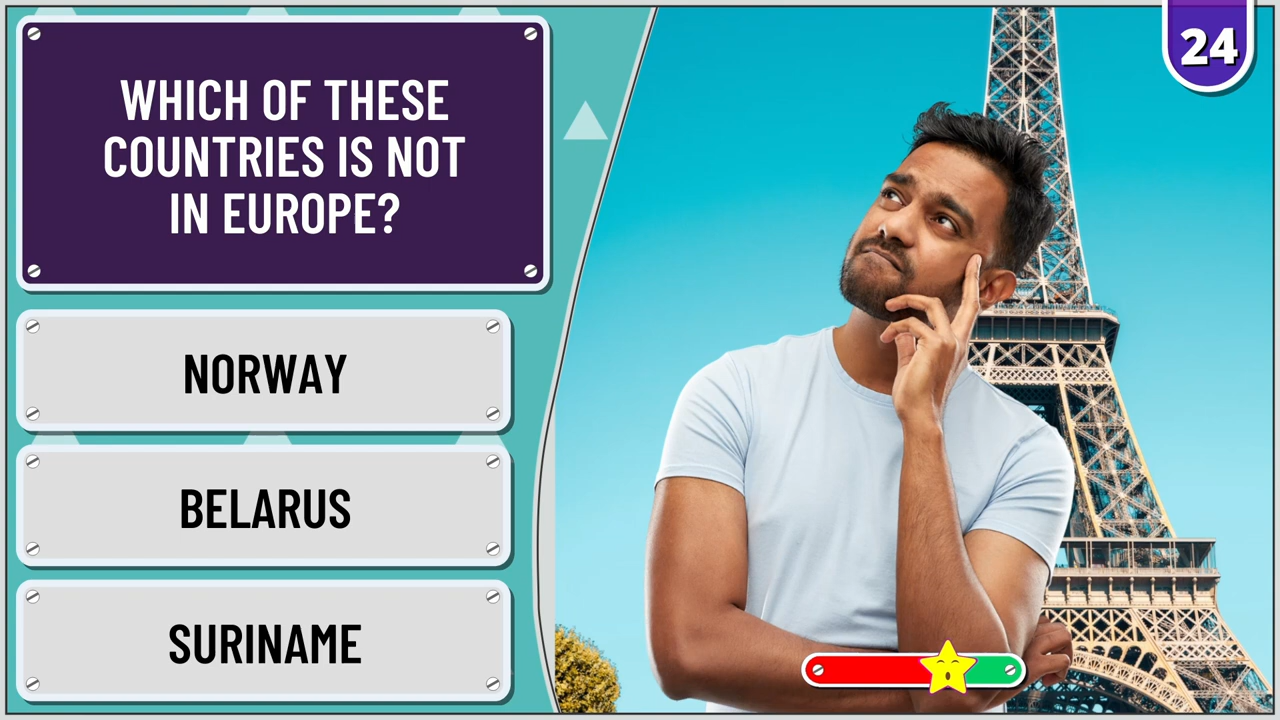 WHICH OF THESE
COUNTRIES IS NOT
IN EUROPE?
NORWAY
BELARUS
SURINAME
24